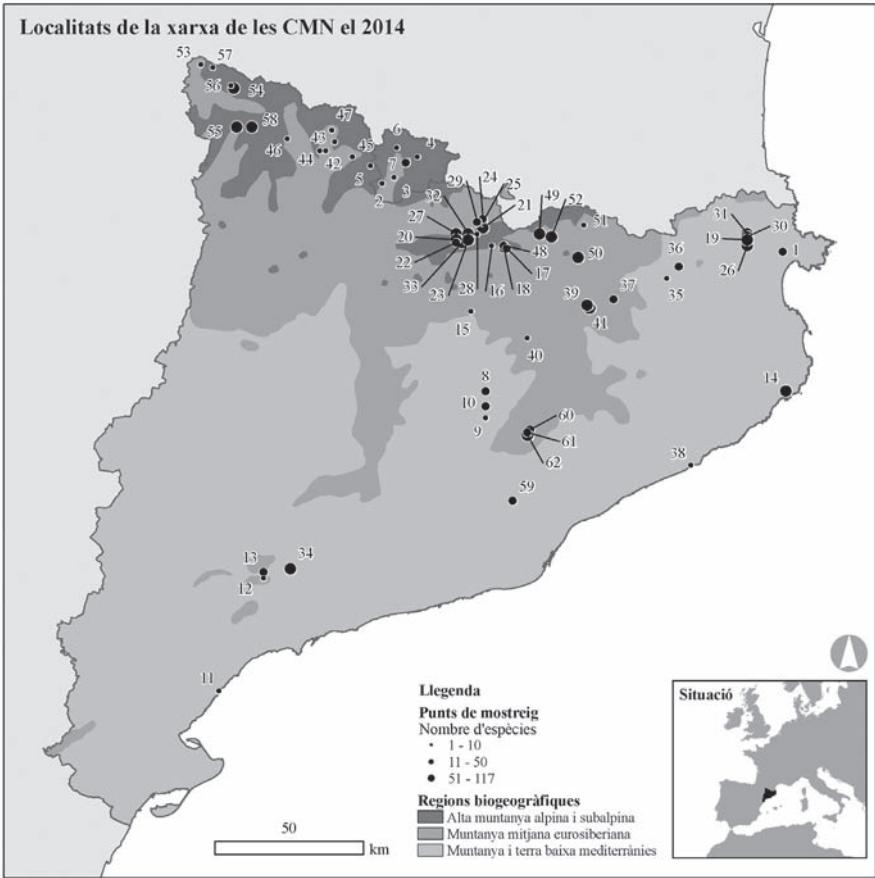 Localitats de la xarxa de les CMN el 2014
53 57
56 54
55 58
46 44 43 42 47 45
5 2 7 6 3 4
32 29 24 25 21
49 52
51
27 20 22 33 23 28 16 18 17 48
50
31 30
19 1
26
36
35
39 41 37
15
40
8
10
9
14
60
61
62
38
59
13 34
12
11
Llegenda
Punts de mostreig
Nombre d'espècies
1 - 10
11 - 50
51 - 117
Regions biogeogràfiques
Alta muntanya alpina i subalpina
Muntanya mitjana eurosiberiana
Muntanya i terra baixa mediterrànies
50
km
Situació